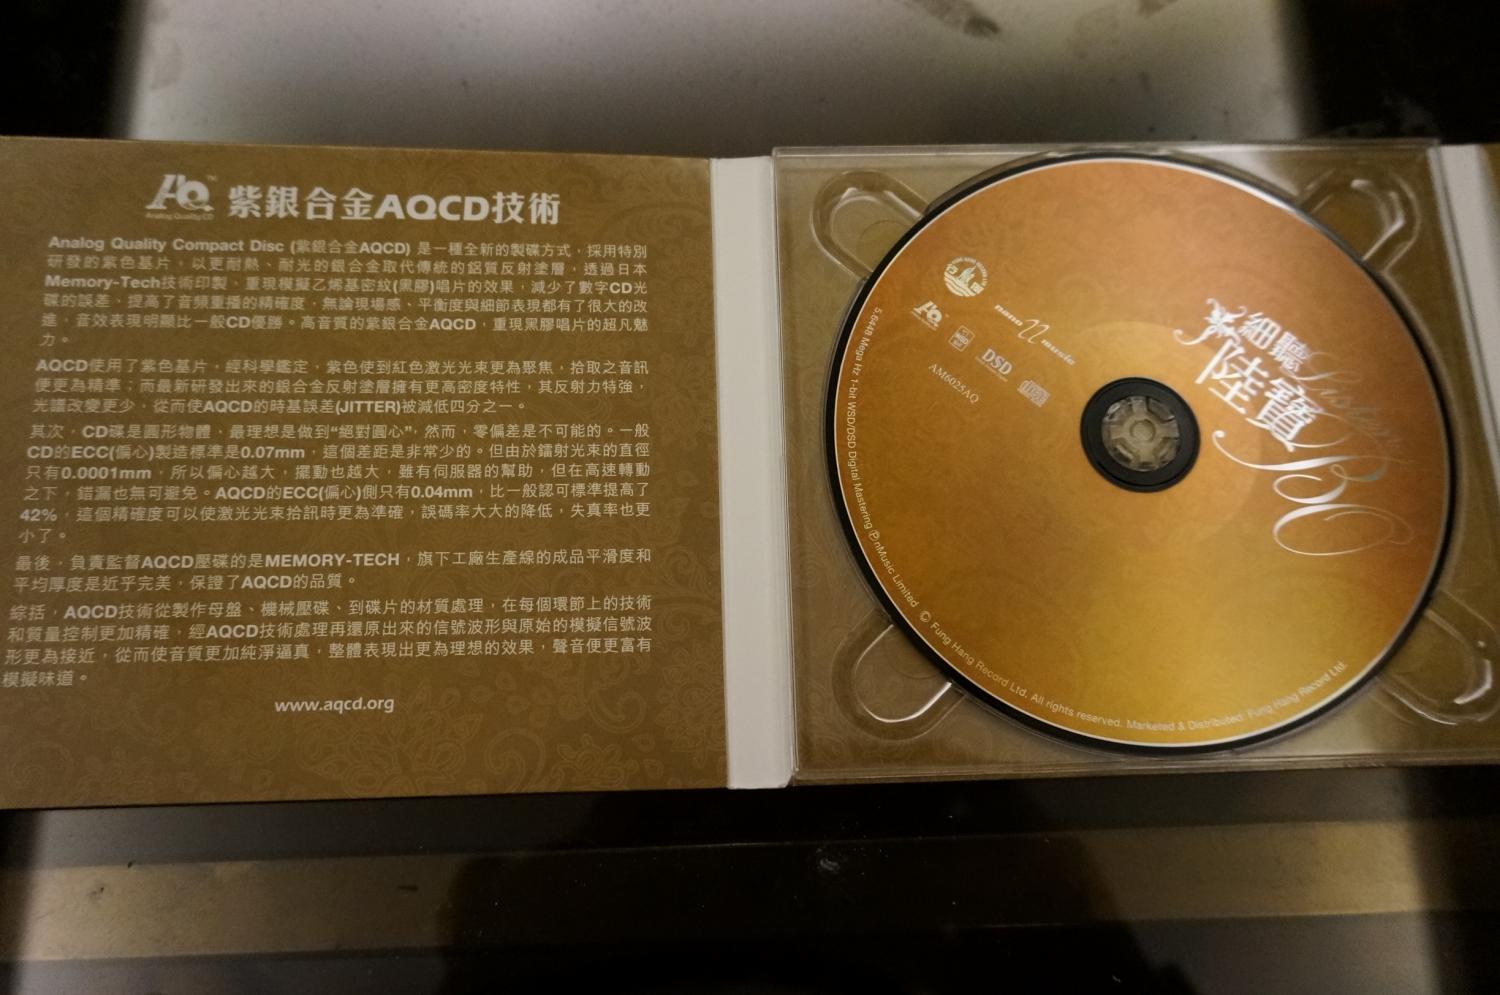 AQ™
Analog Quality CD
紫銀合金AQCD技術
Analog Quality Compact Disc (紫銀合金AQCD) 是一種全新的製碟方式，採用特別
研發的紫色基片，以更耐熱、耐光的銀合金取代傳統的鋁質反射塗層，透過日本
Memory-Tech技術印製，重現模擬乙烯基密紋(黑膠)唱片的效果，減少了數字CD光
碟的誤差、提高了音頻重播的精確度，無論現場感、平衡度與細節表現都有了很大的改
進，音效表現明顯比一般CD優勝。高音質的紫銀合金AQCD，重現黑膠唱片的超凡魅
力。
AQCD使用了紫色基片，經科學鑑定，紫色使到紅色激光光束更為聚焦，拾取之音訊
便更為精準；而最新研發出來的銀合金反射塗層擁有更高密度特性，其反射力特強，
光譜改變更少，從而使AQCD的時基誤差(JITTER)被減低四分之一。
其次，CD碟是圓形物體，最理想是做到“絕對圓心”，然而，零偏差是不可能的。一般
CD的ECC(偏心)製造標準是0.07mm，這個差距是非常少的。但由於鐳射光束的直徑
只有0.0001mm，所以偏心越大，擺動也越大，雖有伺服器的幫助，但在高速轉動
之下，錯漏也無可避免。AQCD的ECC(偏心)側只有0.04mm，比一般認可標準提高了
42%，這個精確度可以使激光光束拾訊時更為準確，誤碼率大大的降低，失真率也更
小了。
最後，負責監督AQCD壓碟的是MEMORY-TECH，旗下工廠生產線的成品平滑度和
平均厚度是近乎完美，保證了AQCD的品質。
綜括，AQCD技術從製作母盤、機械壓碟、到碟片的材質處理，在每個環節上的技術
和質量控制更加精確，經AQCD技術處理再還原出來的信號波形與原始的模擬信號波
形更為接近，從而使音質更加純淨逼真，整體表現出更為理想的效果，聲音便更富有
模擬味道。
www.aqcd.org
AQ
nano n music
DSD
AM6025AQ
細聽
陸寶
Listen
BO
5.6448 Mega Hz 1-bit WSD/DSD Digital Mastering ℗ nMusic Limited © Fung Hang Record Ltd. All rights reserved. Marketed & Distributed Fung Hang Record Ltd.